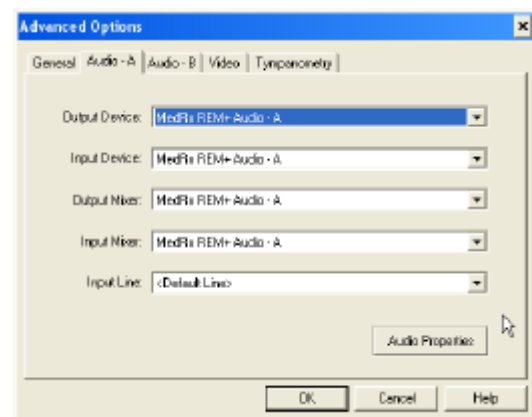 Advanced Options
General Audio - A Audio - B Video Tympanometry
Output Device: MedRx REM+ Audio - A
Input Device: MedRx REM+ Audio - A
Output Mixer: MedRx REM+ Audio - A
Input Mixer: MedRx REM+ Audio - A
Input Line: <Default Line>
Audio Properties
OK Cancel Help